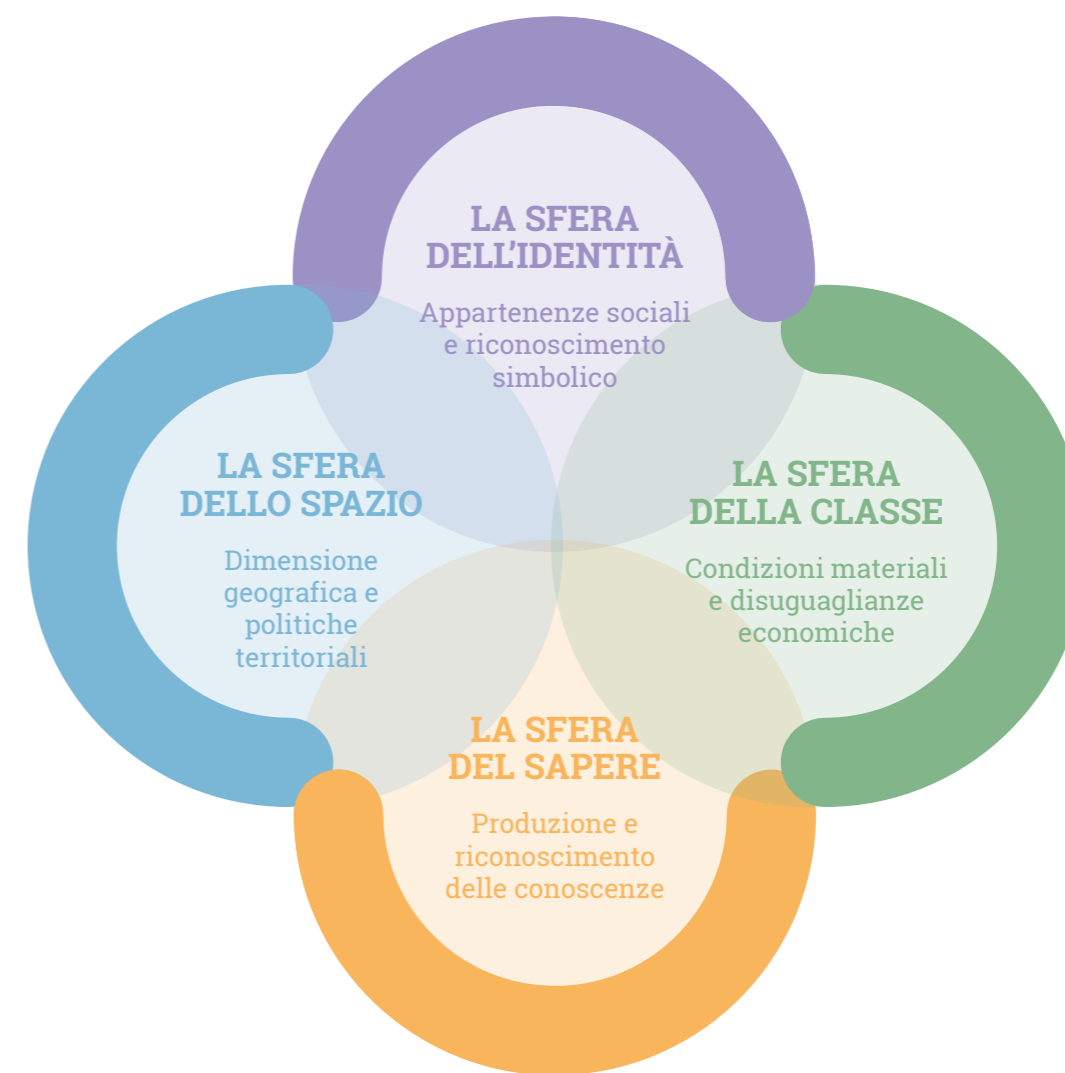 LA SFERA
DELL'IDENTITÀ
Appartenenze sociali
e riconoscimento
simbolico
LA SFERA
DELLO SPAZIO
Dimensione
geografica e
politiche
territoriali
LA SFERA
DELLA CLASSE
Condizioni materiali
e disuguaglianze
economiche
LA SFERA
DEL SAPERE
Produzione e
riconoscimento
delle conoscenze